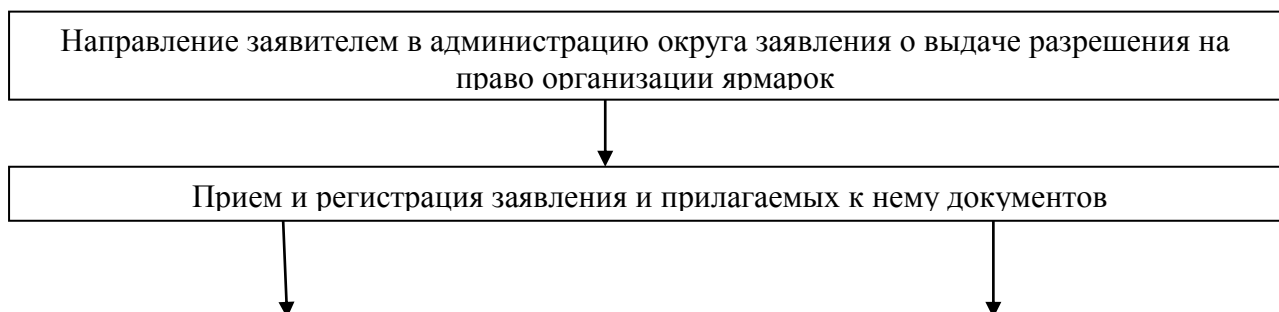 Направление заявителем в администрацию округа заявления о выдаче разрешения на
право организации ярмарок
Прием и регистрация заявления и прилагаемых к нему документов